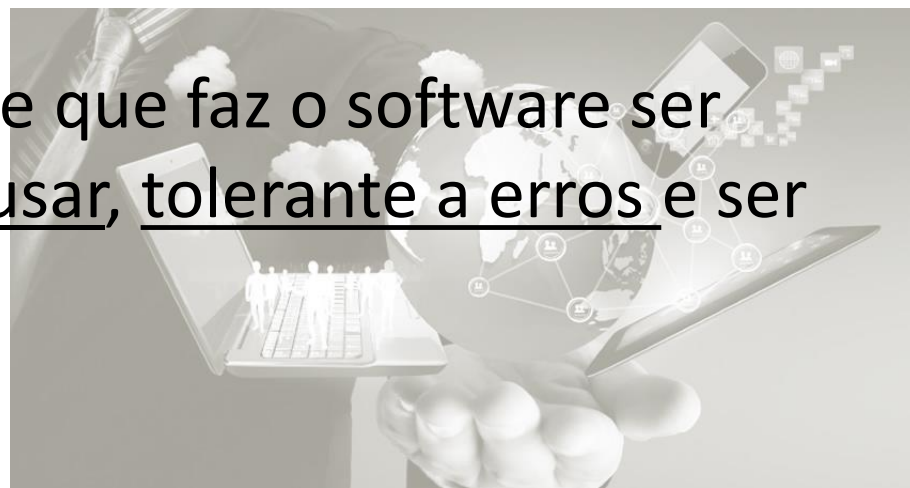 e que faz o software ser
usar, tolerante a erros e ser